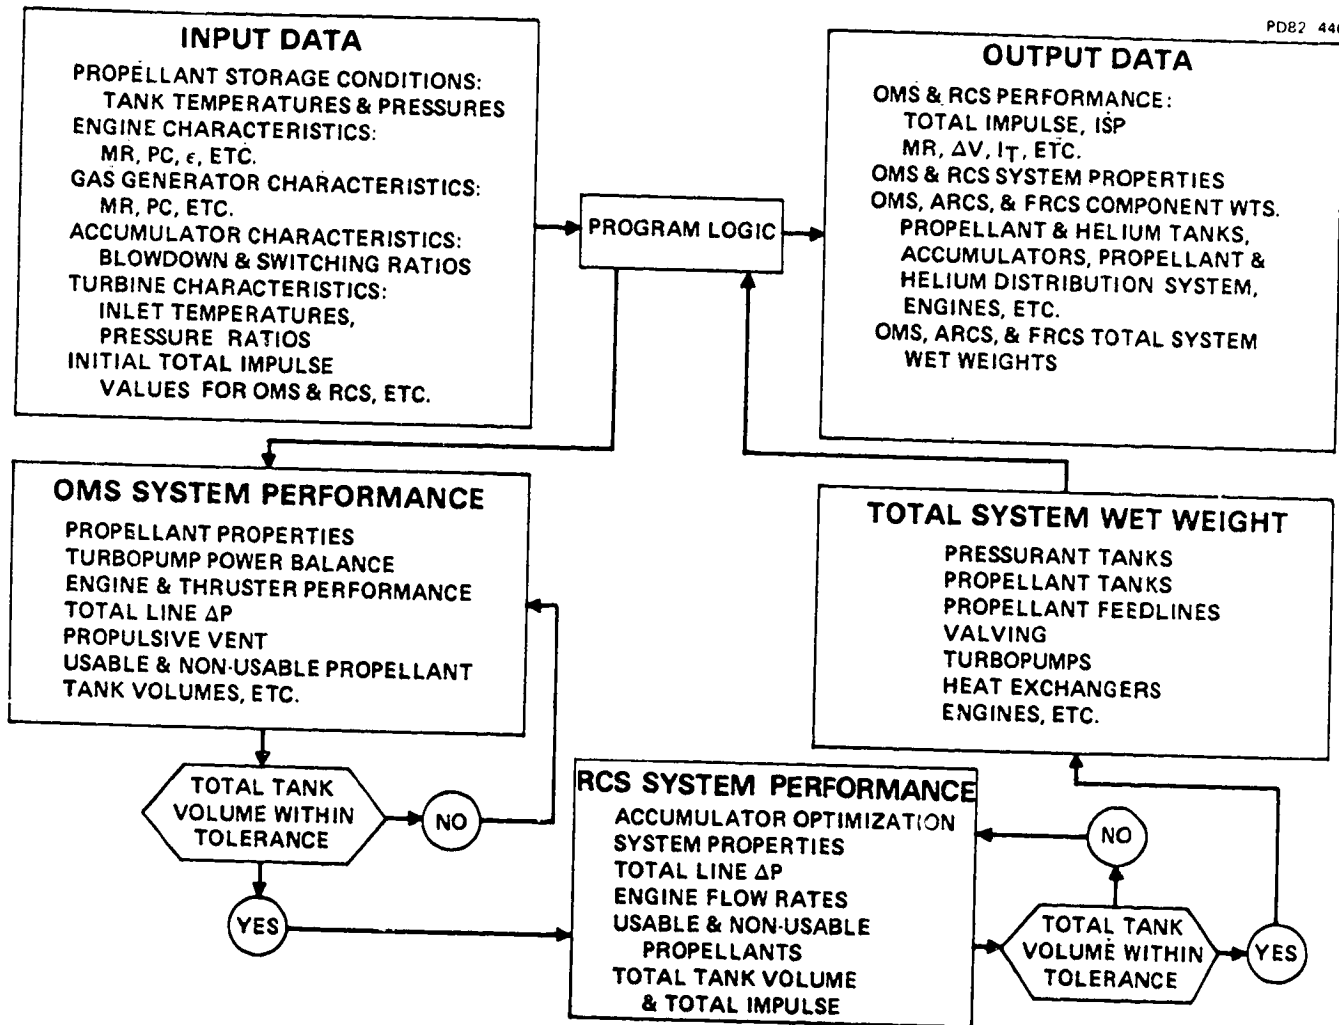 PD82 44
INPUT DATA
PROPELLANT STORAGE CONDITIONS:
TANK TEMPERATURES & PRESSURES
ENGINE CHARACTERISTICS:
MR, PC, ε, ETC.
GAS GENERATOR CHARACTERISTICS:
MR, PC, ETC.
ACCUMULATOR CHARACTERISTICS:
BLOWDOWN & SWITCHING RATIOS
TURBINE CHARACTERISTICS:
INLET TEMPERATURES,
PRESSURE RATIOS
INITIAL TOTAL IMPULSE
VALUES FOR OMS & RCS, ETC.
PROGRAM LOGIC
OUTPUT DATA
OMS & RCS PERFORMANCE:
TOTAL IMPULSE, ISP
MR, ΔV, IT, ETC.
OMS & RCS SYSTEM PROPERTIES
OMS, ARCS, & FRCS COMPONENT WTS.
PROPELLANT & HELIUM TANKS,
ACCUMULATORS, PROPELLANT &
HELIUM DISTRIBUTION SYSTEM,
ENGINES, ETC.
OMS, ARCS, & FRCS TOTAL SYSTEM
WET WEIGHTS
OMS SYSTEM PERFORMANCE
PROPELLANT PROPERTIES
TURBOPUMP POWER BALANCE
ENGINE & THRUSTER PERFORMANCE
TOTAL LINE ΔP
PROPULSIVE VENT
USABLE & NON-USABLE PROPELLANT
TANK VOLUMES, ETC.
TOTAL TANK
VOLUME WITHIN
TOLERANCE
NO
YES
RCS SYSTEM PERFORMANCE
ACCUMULATOR OPTIMIZATION
SYSTEM PROPERTIES
TOTAL LINE ΔP
ENGINE FLOW RATES
USABLE & NON-USABLE
PROPELLANTS
TOTAL TANK VOLUME
& TOTAL IMPULSE
NO
TOTAL TANK
VOLUME WITHIN
TOLERANCE
YES
TOTAL SYSTEM WET WEIGHT
PRESSURANT TANKS
PROPELLANT TANKS
PROPELLANT FEEDLINES
VALVING
TURBOPUMPS
HEAT EXCHANGERS
ENGINES, ETC.